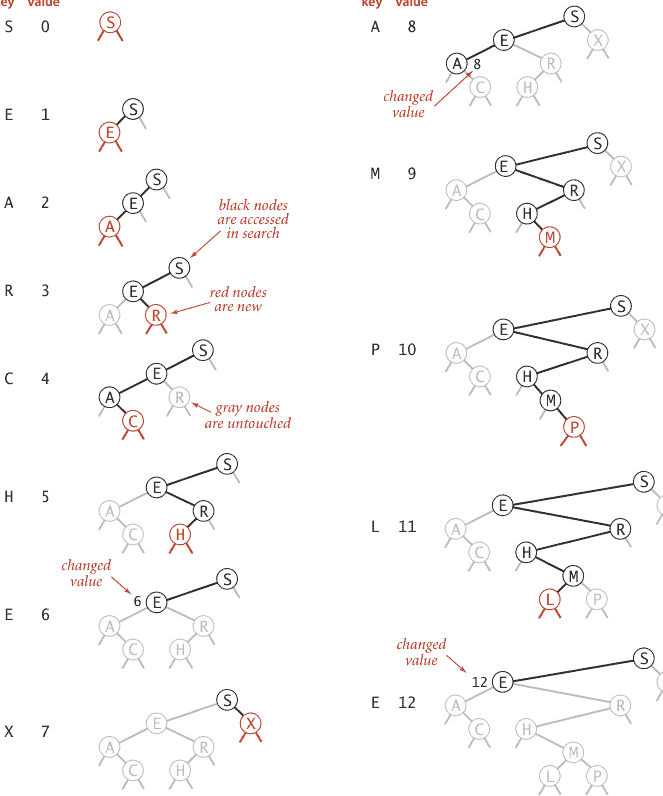 key value
S 0
S
E 1
S
E
A 2
S
E
A
black nodes
are accessed
in search
R 3
S
E
A R
red nodes
are new
C 4
S
E
A R
C
gray nodes
are untouched
H 5
S
E
A R
C H
changed
value
E 6
S
6 E
A R
C H
X 7
S
E X
A R
C H
key value
A 8
S
E X
A 8 R
C H
changed
value
M 9
S
E X
A R
C H
M
P 10
S
E X
A R
C H
M
P
L 11
S
E
A R
C H
M
L P
changed
value
E 12
S
12 E
A R
C H
M
L P